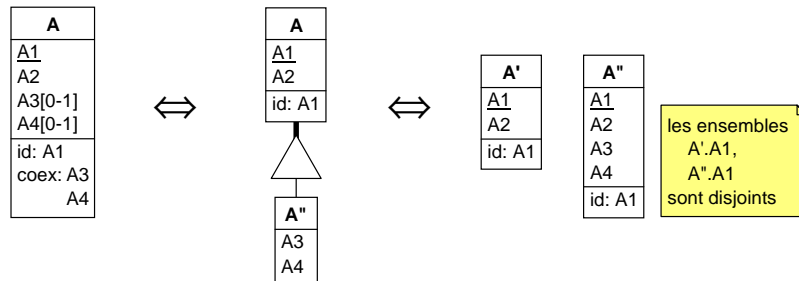 A
A1
A2
A3[0-1]
A4[0-1]
id: A1
coex: A3
A4
⇔
A
A1
A2
id: A1
A"
A3
A4
⇔
A'
A1
A2
id: A1
A"
A1
A2
A3
A4
id: A1
les ensembles
A'.A1,
A".A1
sont disjoints